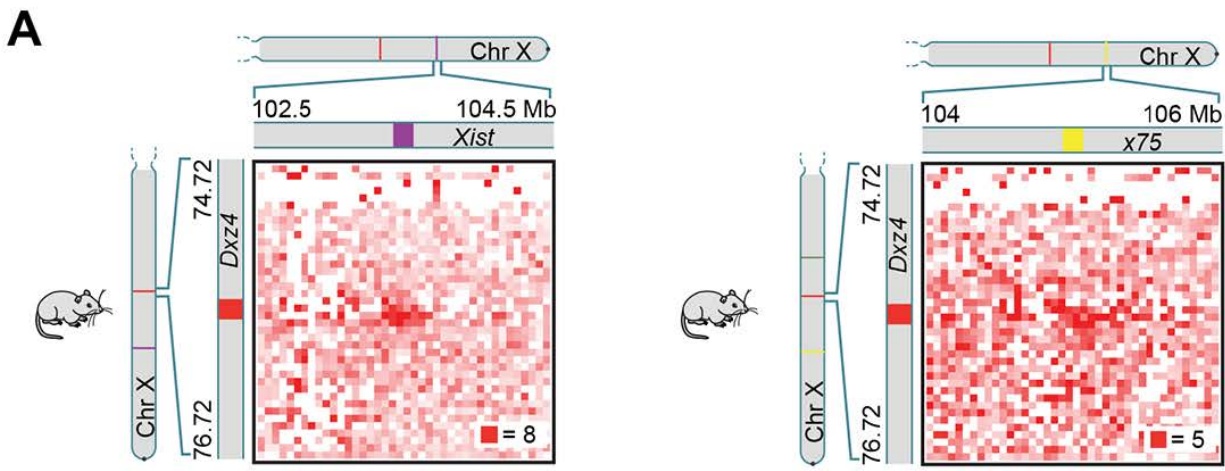 A
Chr X
102.5 104.5 Mb
Xist
74.72
Dxz4
Chr X
76.72
= 8
Chr X
104 106 Mb
x75
74.72
Dxz4
Chr X
76.72
= 5